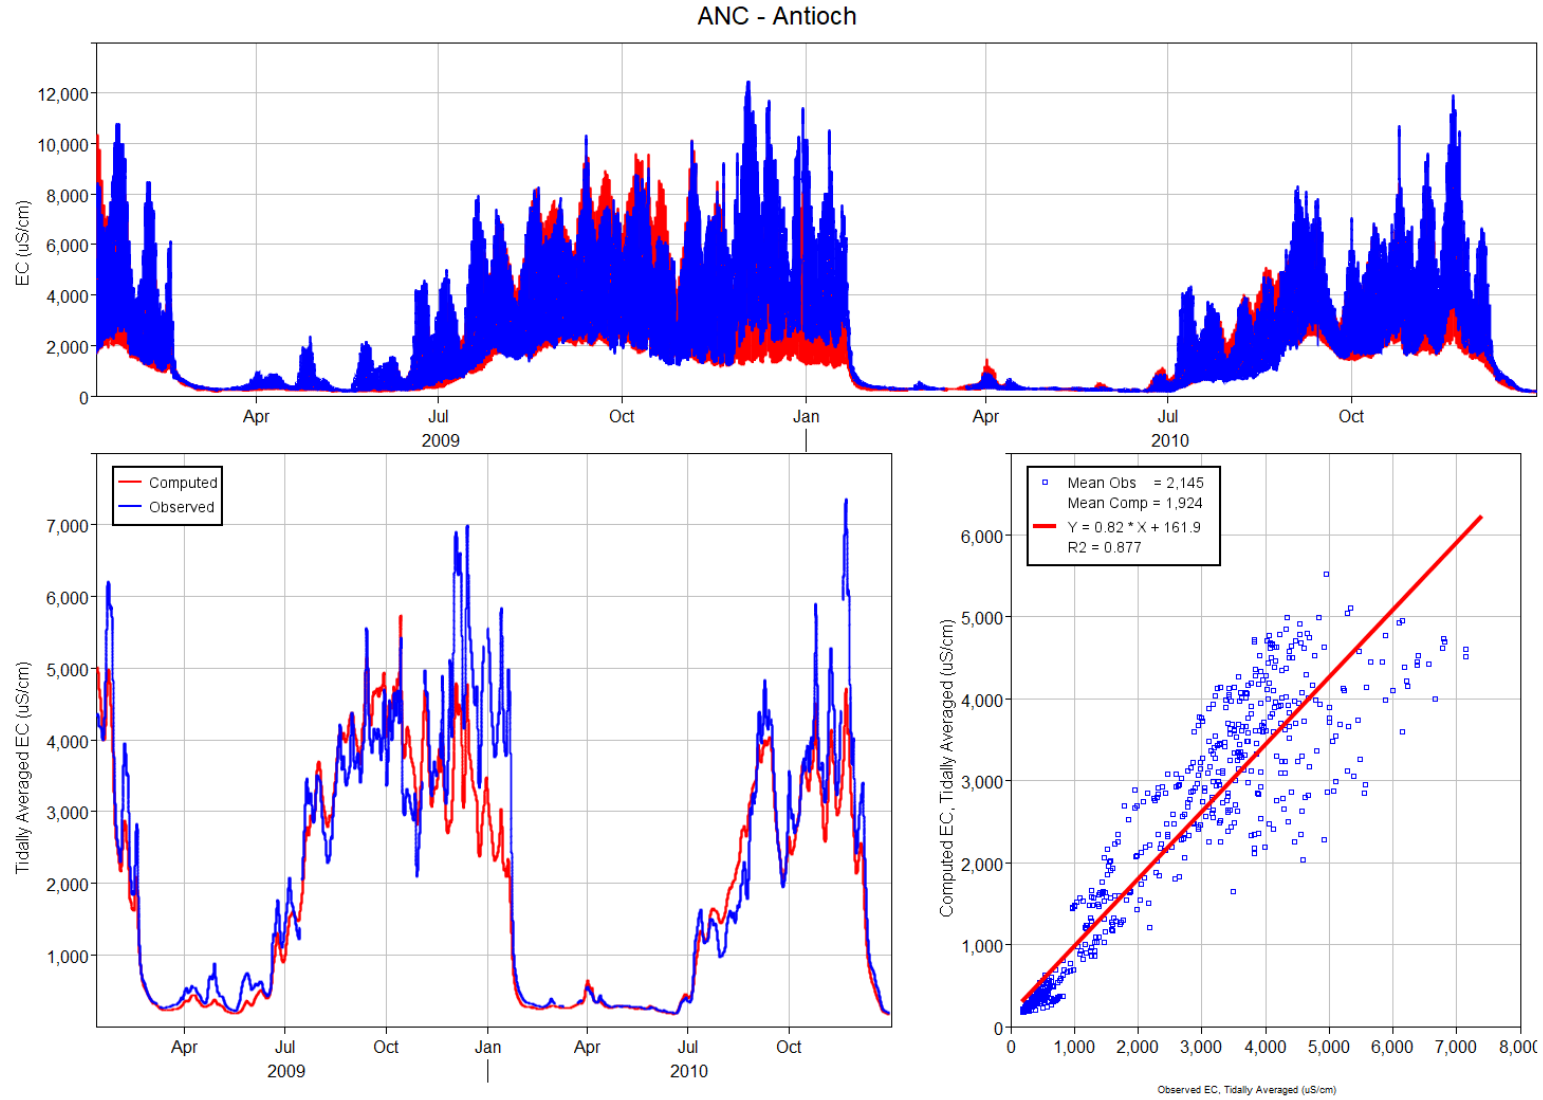 ANC - Antioch
EC (uS/cm)
12,000
10,000
8,000
6,000
4,000
2,000
0
Apr
Jul
Oct
Jan
Apr
Jul
Oct
2009
2010
Computed
Observed
Tidally Averaged EC (uS/cm)
7,000
6,000
5,000
4,000
3,000
2,000
1,000
Apr
Jul
Oct
Jan
Apr
Jul
Oct
2009
2010
Mean Obs = 2,145
Mean Comp = 1,924
Y = 0.82 * X + 161.9
R2 = 0.877
Computed EC, Tidally Averaged (uS/cm)
6,000
5,000
4,000
3,000
2,000
1,000
0
0
1,000
2,000
3,000
4,000
5,000
6,000
7,000
8,00
Observed EC, Tidally Averaged (uS/cm)